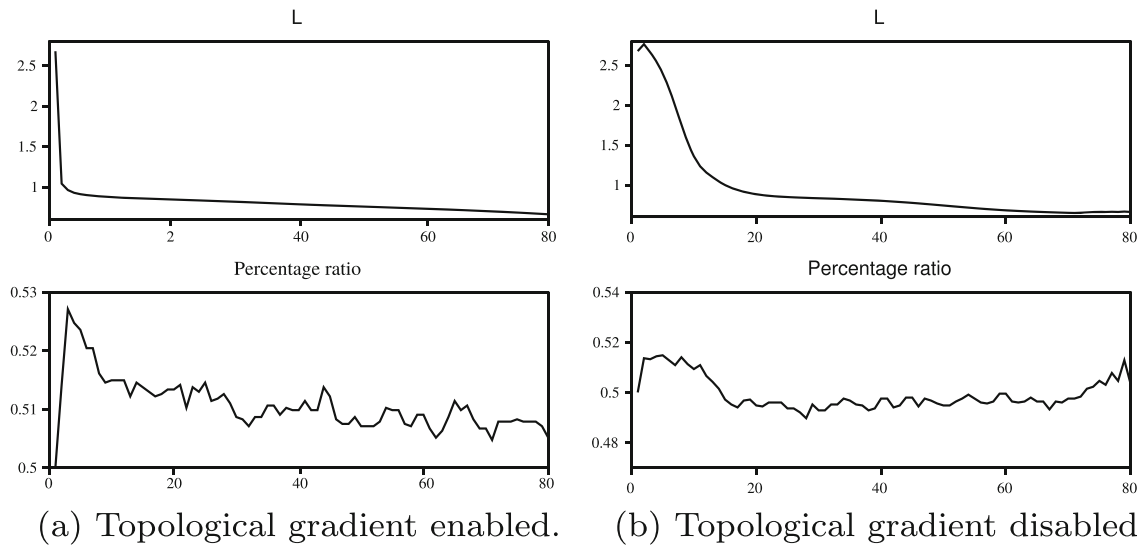 L
2.5
2
1.5
1
0 2 40 60 80
Percentage ratio
0.53
0.52
0.51
0.5
0 20 40 60 80
(a) Topological gradient enabled.
L
2.5
2
1.5
1
0 20 40 60 80
Percentage ratio
0.54
0.52
0.5
0.48
0 20 40 60 80
(b) Topological gradient disabled